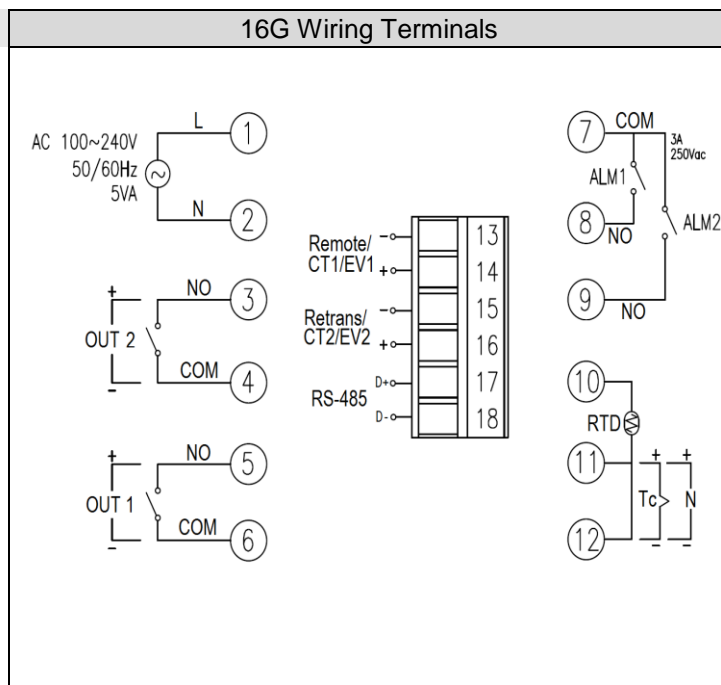 16G Wiring Terminals
AC 100~240V
50/60Hz
5VA
L
1
N
2
+
OUT 2
-
NO
3
COM
4
+
OUT 1
-
NO
5
COM
6
Remote/
CT1/EV1
-
+
13
14
Retrans/
CT2/EV2
-
+
15
16
RS-485
D+
D-
17
18
7
COM
3A
250Vac
ALM1
8
NO
ALM2
9
NO
10
RTD
11
+
+
Tc
N
12
-
-